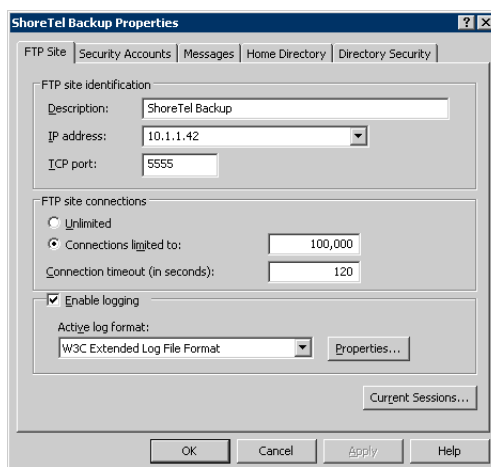 ShoreTel Backup Properties
FTP Site Security Accounts Messages Home Directory Directory Security
FTP site identification
Description: ShoreTel Backup
IP address: 10.1.1.42
TCP port: 5555
FTP site connections
Unlimited
Connections limited to: 100,000
Connection timeout (in seconds): 120
Enable logging
Active log format:
W3C Extended Log File Format Properties...
Current Sessions...
OK Cancel Apply Help